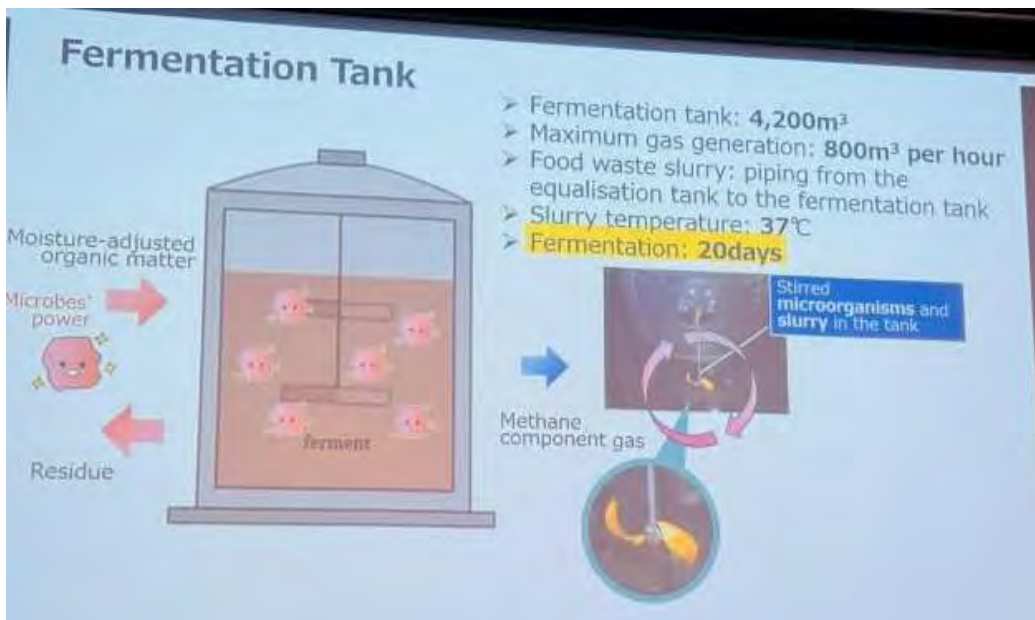 Fermentation Tank
➢ Fermentation tank: 4,200m³
➢ Maximum gas generation: 800m³ per hour
➢ Food waste slurry: piping from the
equalisation tank to the fermentation tank
➢ Slurry temperature: 37℃
➢ Fermentation: 20days
Moisture-adjusted
organic matter
Microbes'
power
Residue
ferment
Methane
component gas
Stirred
microorganisms and
slurry in the tank